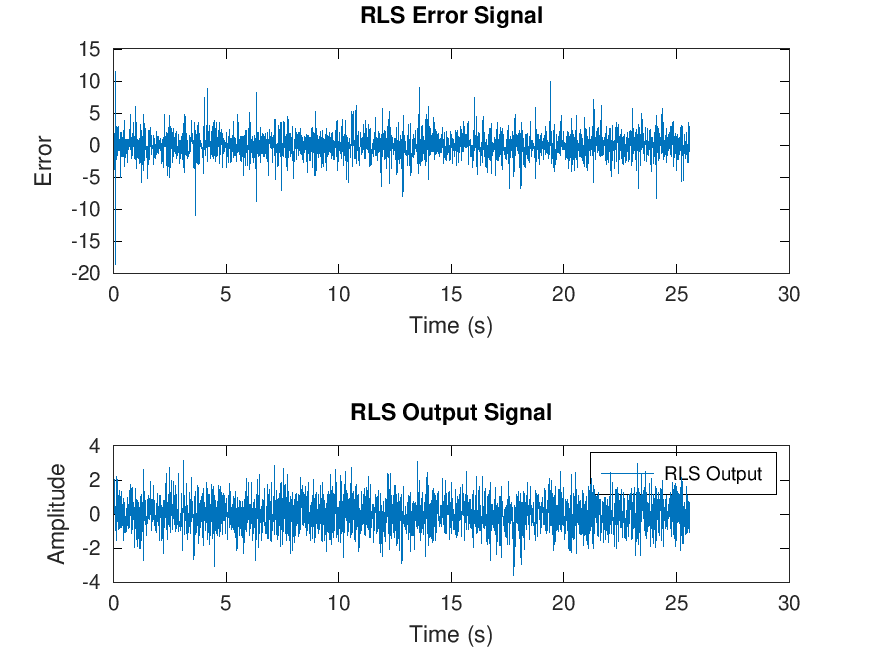 RLS Error Signal
15
10
5
0
-5
-10
-15
-20
Error
0 5 10 15 20 25 30
Time (s)
RLS Output Signal
4
2
0
-2
-4
Amplitude
RLS Output
0 5 10 15 20 25 30
Time (s)